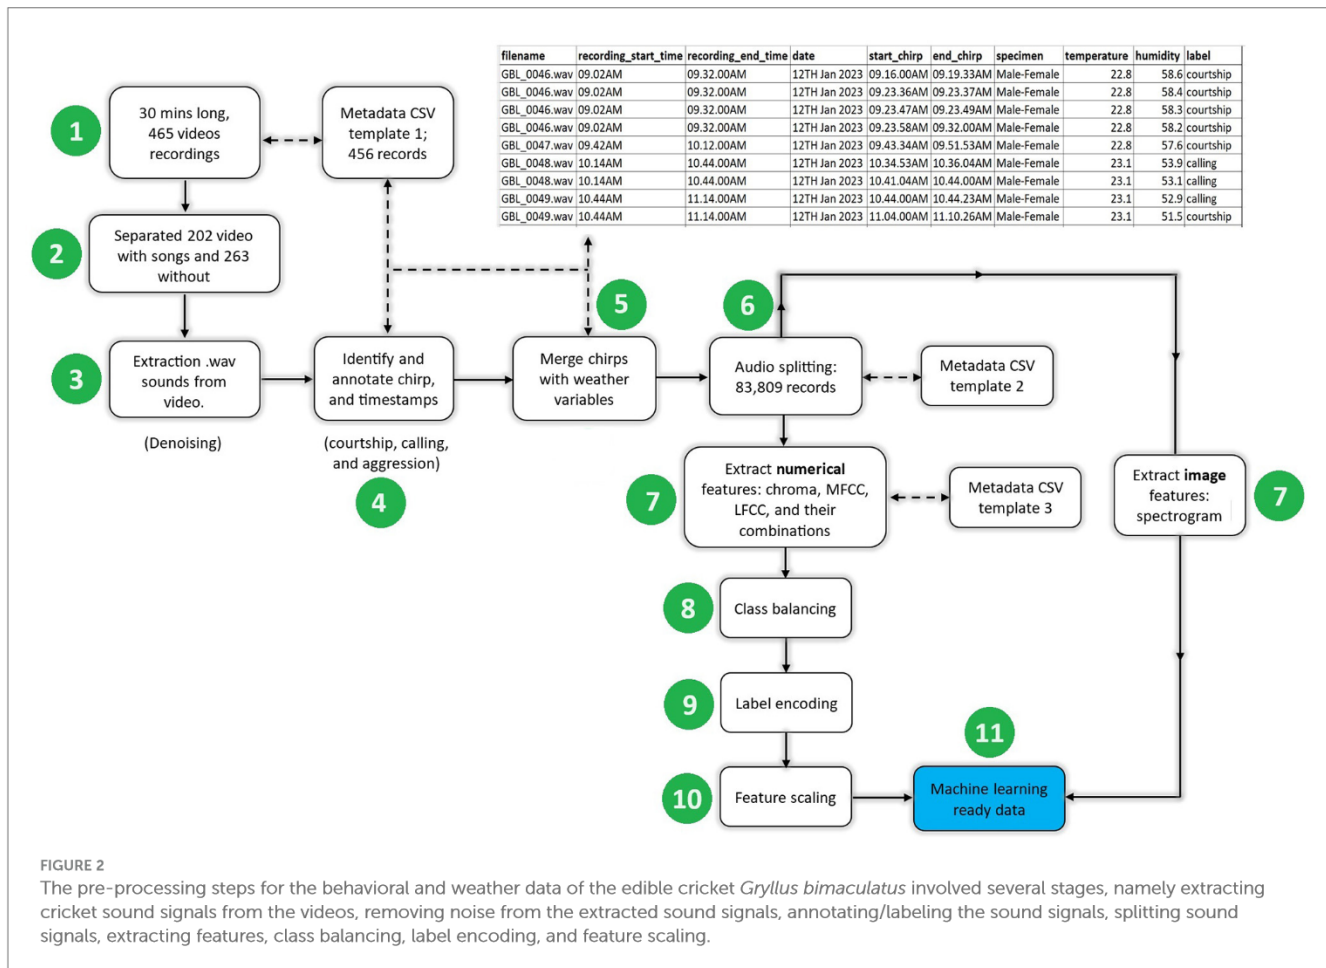 filename recording_start_time recording_end_time date start_chirp end_chirp specimen temperature humidity label
GBL_0046.wav 09.02AM 09.32.00AM 12TH Jan 2023 09.16.00AM 09.19.33AM Male-Female 22.8 58.6 courtship
GBL_0046.wav 09.02AM 09.32.00AM 12TH Jan 2023 09.23.36AM 09.23.37AM Male-Female 22.8 58.4 courtship
GBL_0046.wav 09.02AM 09.32.00AM 12TH Jan 2023 09.23.47AM 09.23.49AM Male-Female 22.8 58.3 courtship
GBL_0046.wav 09.02AM 09.32.00AM 12TH Jan 2023 09.23.58AM 09.32.00AM Male-Female 22.8 58.2 courtship
GBL_0047.wav 09.42AM 10.12.00AM 12TH Jan 2023 09.43.34AM 09.51.53AM Male-Female 22.8 57.6 courtship
GBL_0048.wav 10.14AM 10.44.00AM 12TH Jan 2023 10.34.53AM 10.36.04AM Male-Female 23.1 53.9 calling
GBL_0048.wav 10.14AM 10.44.00AM 12TH Jan 2023 10.41.04AM 10.44.00AM Male-Female 23.1 53.1 calling
GBL_0049.wav 10.44AM 11.14.00AM 12TH Jan 2023 10.44.00AM 10.44.23AM Male-Female 23.1 52.9 calling
GBL_0049.wav 10.44AM 11.14.00AM 12TH Jan 2023 11.04.00AM 11.10.26AM Male-Female 23.1 51.5 courtship
1
30 mins long,
465 videos
recordings
Metadata CSV
template 1;
456 records
2
Separated 202 video
with songs and 263
without
3
Extraction .wav
sounds from
video.
(Denoising)
Identify and
annotate chirp,
and timestamps
(courtship, calling,
and aggression)
4
5
Merge chirps
with weather
variables
6
Audio splitting:
83,809 records
Metadata CSV
template 2
7
Extract numerical
features: chroma, MFCC,
LFCC, and their
combinations
Metadata CSV
template 3
Extract image
features:
spectrogram
7
8
Class balancing
9
Label encoding
10
Feature scaling
11
Machine learning
ready data
FIGURE 2
The pre-processing steps for the behavioral and weather data of the edible cricket Gryllus bimaculatus involved several stages, namely extracting
cricket sound signals from the videos, removing noise from the extracted sound signals, annotating/labeling the sound signals, splitting sound
signals, extracting features, class balancing, label encoding, and feature scaling.